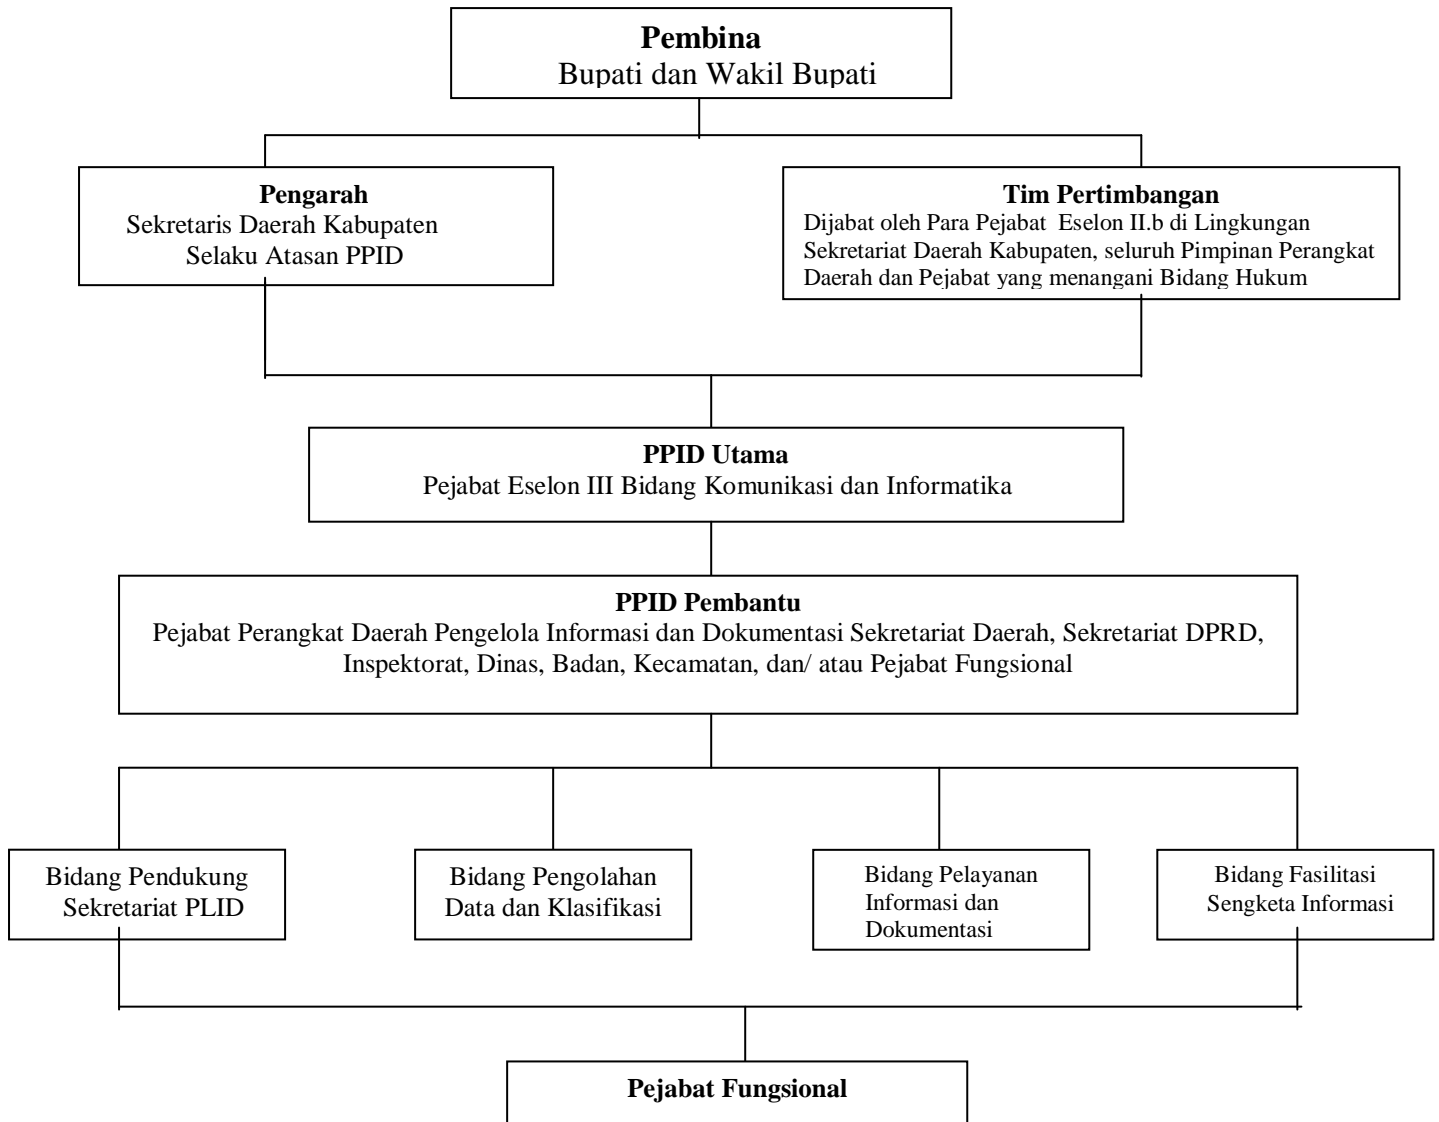 Pembina
Bupati dan Wakil Bupati
Pengarah
Sekretaris Daerah Kabupaten
Selaku Atasan PPID
Tim Pertimbangan
Dijabat oleh Para Pejabat Eselon II.b di Lingkungan
Sekretariat Daerah Kabupaten, seluruh Pimpinan Perangkat
Daerah dan Pejabat yang menangani Bidang Hukum
PPID Utama
Pejabat Eselon III Bidang Komunikasi dan Informatika
PPID Pembantu
Pejabat Perangkat Daerah Pengelola Informasi dan Dokumentasi Sekretariat Daerah, Sekretariat DPRD,
Inspektorat, Dinas, Badan, Kecamatan, dan/ atau Pejabat Fungsional
Bidang Pendukung
Sekretariat PLID
Bidang Pengolahan
Data dan Klasifikasi
Bidang Pelayanan
Informasi dan
Dokumentasi
Bidang Fasilitasi
Sengketa Informasi
Pejabat Fungsional